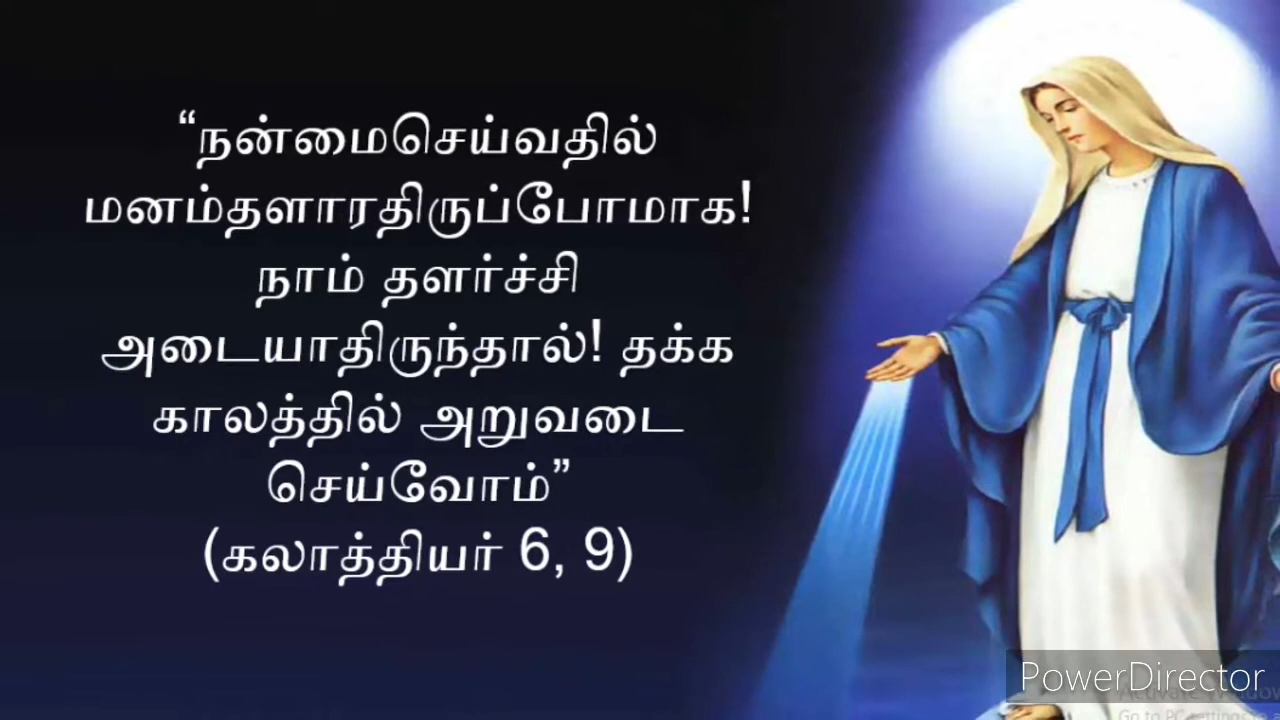 “நன்மைசெய்வதில்
மனம்தளாரதிருப்போமாக!
நாம் தளர்ச்சி
அடையாதிருந்தால்! தக்க
காலத்தில் அறுவடை
செய்வோம்”
(கலாத்தியர் 6, 9)
PowerDirector